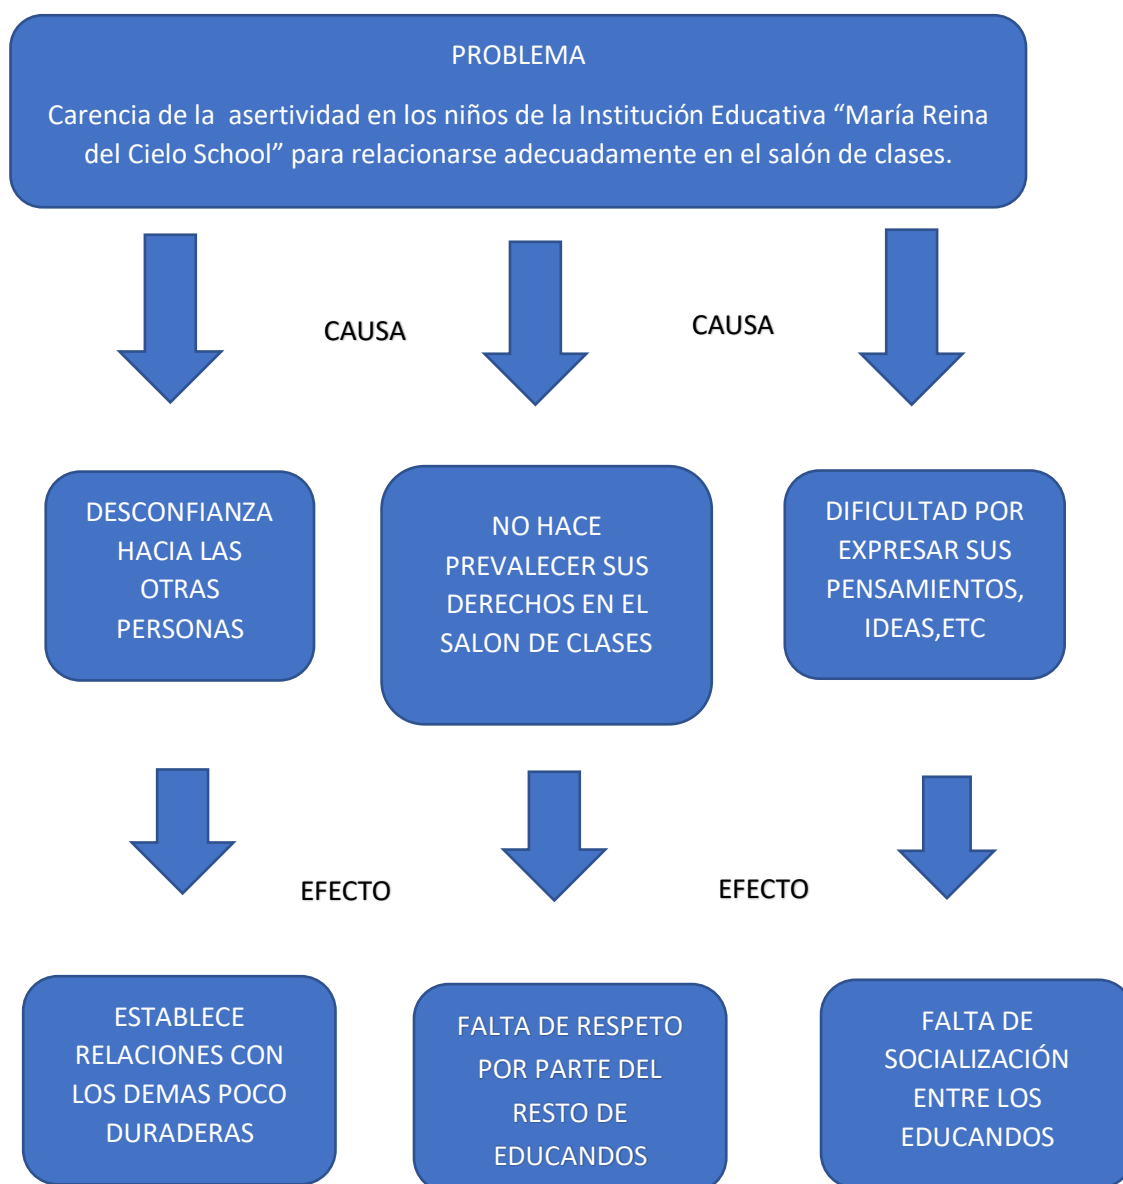 PROBLEMA
Carencia de la  asertividad en los niños de la Institución Educativa “María Reina
del Cielo School” para relacionarse adecuadamente en el salón de clases.
CAUSA
CAUSA
DESCONFIANZA
HACIA LAS
OTRAS
PERSONAS
NO HACE
PREVALECER SUS
DERECHOS EN EL
SALON DE CLASES
DIFICULTAD POR
EXPRESAR SUS
PENSAMIENTOS,
IDEAS,ETC
EFECTO
EFECTO
ESTABLECE
RELACIONES CON
LOS DEMAS POCO
DURADERAS
FALTA DE RESPETO
POR PARTE DEL
RESTO DE
EDUCANDOS
FALTA DE
SOCIALIZACIÓN
ENTRE LOS
EDUCANDOS